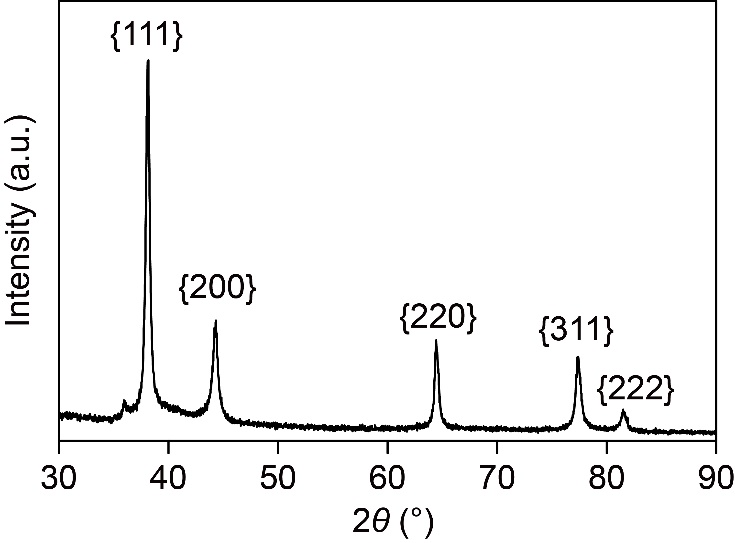 {111}
{200}
{220}
{311}
{222}
Intensity (a.u.)
30 40 50 60 70 80 90
2θ (°)